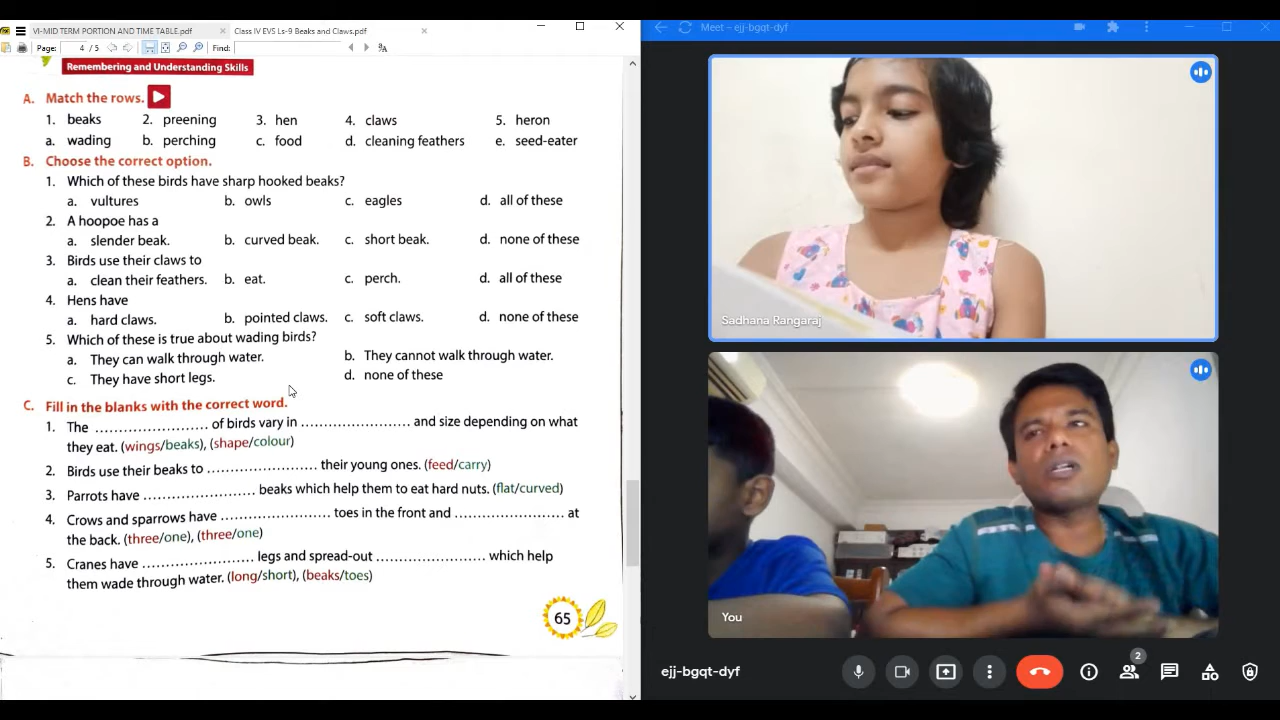 VI-MID TERM PORTION AND TIME TABLE.pdf
Class IV EVS Ls-9 Beaks and Claws.pdf
Meet – ejj-bgqt-dyf
Page: 4 / 5 Find:
Remembering and Understanding Skills
A. Match the rows.
1. beaks 2. preening 3. hen 4. claws 5. heron
a. wading b. perching c. food d. cleaning feathers e. seed-eater
B. Choose the correct option.
1. Which of these birds have sharp hooked beaks?
a. vultures b. owls c. eagles d. all of these
2. A hoopoe has a
a. slender beak. b. curved beak. c. short beak. d. none of these
3. Birds use their claws to
a. clean their feathers. b. eat. c. perch. d. all of these
4. Hens have
a. hard claws. b. pointed claws. c. soft claws. d. none of these
5. Which of these is true about wading birds?
a. They can walk through water. b. They cannot walk through water.
c. They have short legs. d. none of these
C. Fill in the blanks with the correct word.
1. The ........................ of birds vary in ........................ and size depending on what
they eat. (wings/beaks), (shape/colour)
2. Birds use their beaks to ........................ their young ones. (feed/carry)
3. Parrots have ........................ beaks which help them to eat hard nuts. (flat/curved)
4. Crows and sparrows have ........................ toes in the front and ........................ at
the back. (three/one), (three/one)
5. Cranes have ........................ legs and spread-out ........................ which help
them wade through water. (long/short), (beaks/toes)
65
Sadhana Rangaraj
You
ejj-bgqt-dyf
2